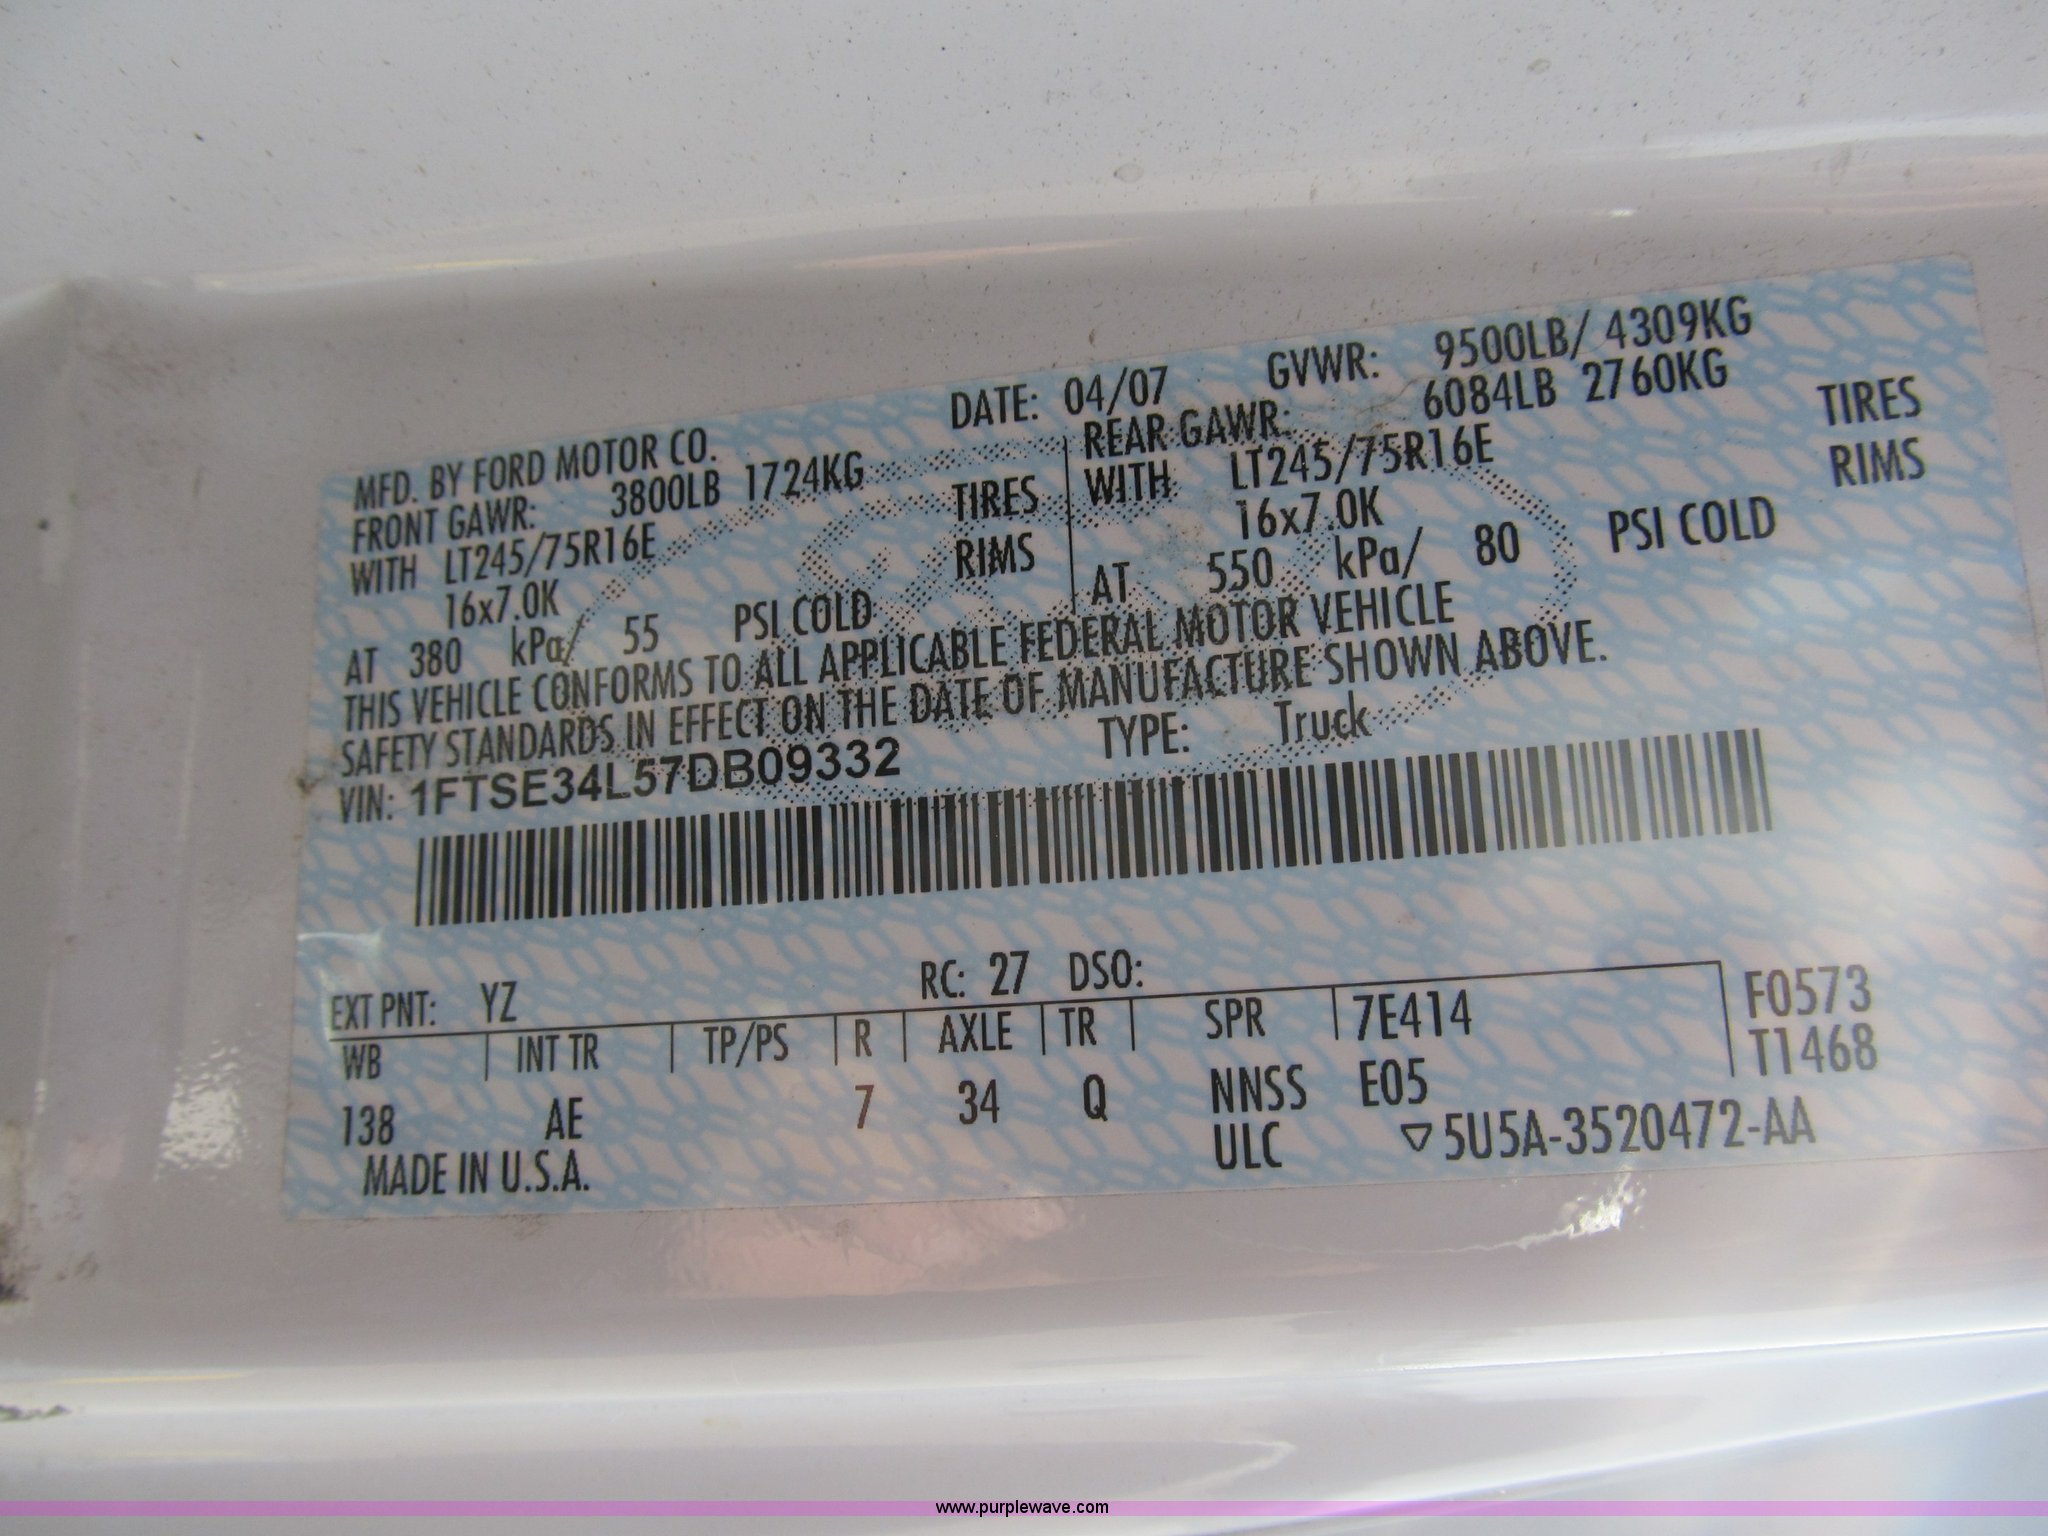 MFD. BY FORD MOTOR CO. DATE: 04/07 GVWR: 9500LB/ 4309KG
FRONT GAWR: 3800LB 1724KG REAR GAWR: 6084LB 2760KG
WITH LT245/75R16E TIRES WITH LT245/75R16E TIRES
16x7.0K RIMS 16x7.0K RIMS
AT 380 kPa/ 55 PSI COLD AT 550 kPa/ 80 PSI COLD
THIS VEHICLE CONFORMS TO ALL APPLICABLE FEDERAL MOTOR VEHICLE
SAFETY STANDARDS IN EFFECT ON THE DATE OF MANUFACTURE SHOWN ABOVE.
VIN: 1FTSE34L57DB09332 TYPE: Truck
EXT PNT: YZ RC: 27 DSO:
WB INT TR TP/PS R AXLE TR SPR 7E414 F0573
138 AE 7 34 Q NNSS E05 T1468
MADE IN U.S.A. ULC ▽5U5A-3520472-AA
www.purplewave.com